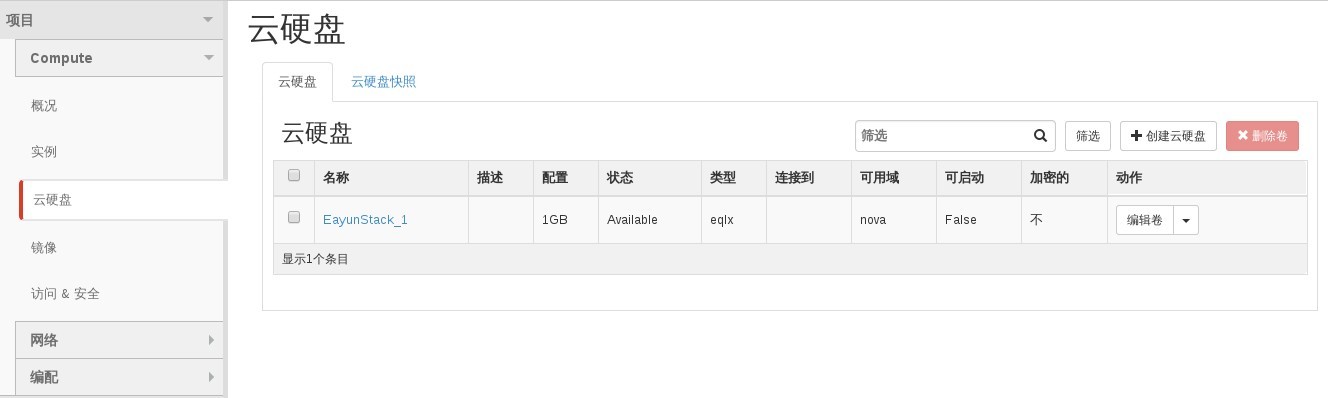 项目
Compute
概况
实例
云硬盘
镜像
访问 & 安全
网络
编配
云硬盘
云硬盘 云硬盘快照
云硬盘
筛选 筛选 创建云硬盘 删除卷
名称 描述 配置 状态 类型 连接到 可用域 可启动 加密的 动作
EayunStack_1 1GB Available eqlx nova False 不 编辑卷
显示1个条目